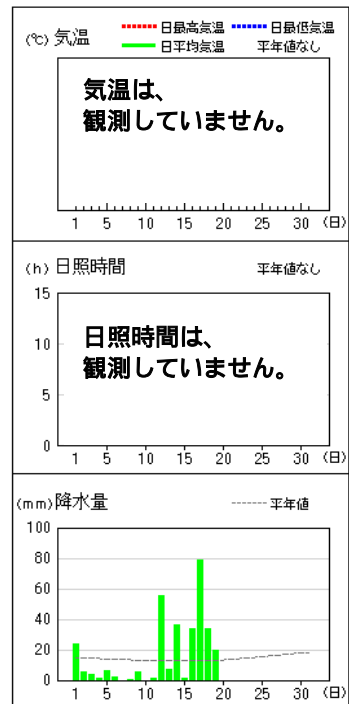 (℃) 気温 日最高気温 日最低気温
日平均気温 平年値なし
気温は、
観測していません。
1 5 10 15 20 25 30 (日)
(h) 日照時間 平年値なし
15
10
5
0
日照時間は、
観測していません。
1 5 10 15 20 25 30 (日)
(mm) 降水量 平年値
100
80
60
40
20
0
1 5 10 15 20 25 30 (日)